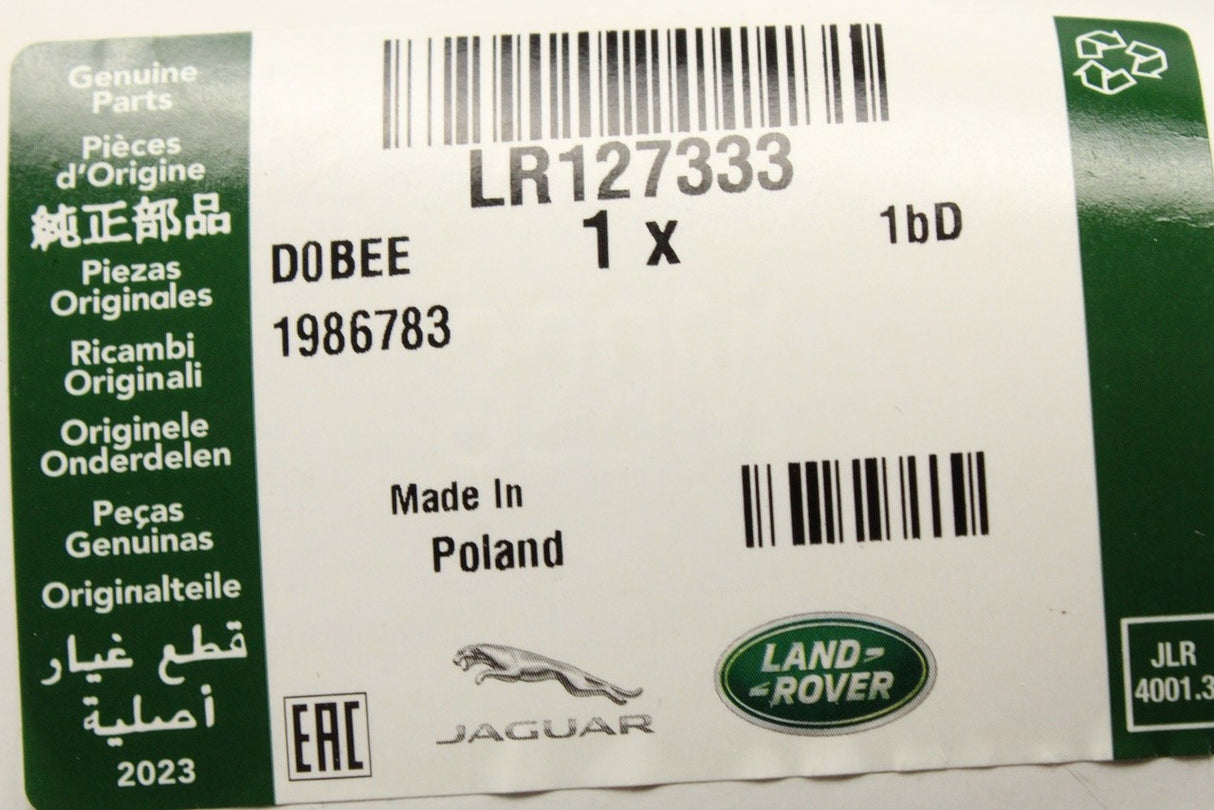 Genuine
Parts
Pièces
d'Origine
純正部品
Piezas
Originales
Ricambi
Originali
Originele
Onderdelen
Peças
Genuinas
Originalteile
قطع غيار
أصلية
2023
LR127333
1 x
1bD
D0BEE
1986783
Made In
Poland
EAC
JAGUAR
LAND-
-ROVER
JLR
4001.3